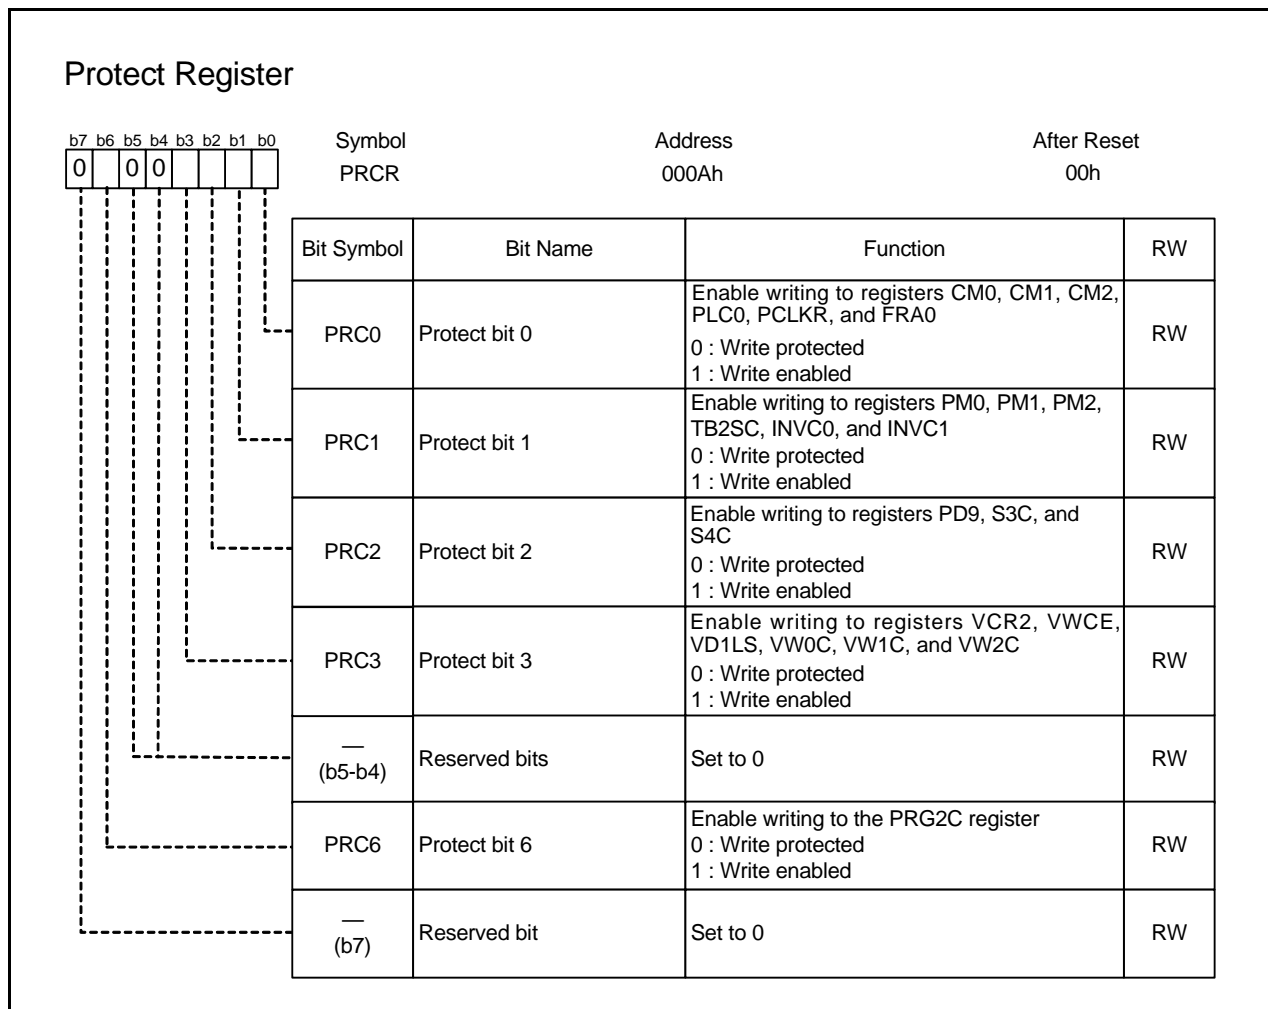 Protect Register
b7 b6 b5 b4 b3 b2 b1 b0
0 0 0
Symbol Address After Reset
PRCR 000Ah 00h
Bit Symbol Bit Name Function RW
PRC0 Protect bit 0 Enable writing to registers CM0, CM1, CM2,
PLC0, PCLKR, and FRA0
0 : Write protected
1 : Write enabled
RW
PRC1 Protect bit 1 Enable writing to registers PM0, PM1, PM2,
TB2SC, INVC0, and INVC1
0 : Write protected
1 : Write enabled
RW
PRC2 Protect bit 2 Enable writing to registers PD9, S3C, and
S4C
0 : Write protected
1 : Write enabled
RW
PRC3 Protect bit 3 Enable writing to registers VCR2, VWCE,
VD1LS, VW0C, VW1C, and VW2C
0 : Write protected
1 : Write enabled
RW
—
(b5-b4) Reserved bits Set to 0 RW
PRC6 Protect bit 6 Enable writing to the PRG2C register
0 : Write protected
1 : Write enabled
RW
—
(b7) Reserved bit Set to 0 RW